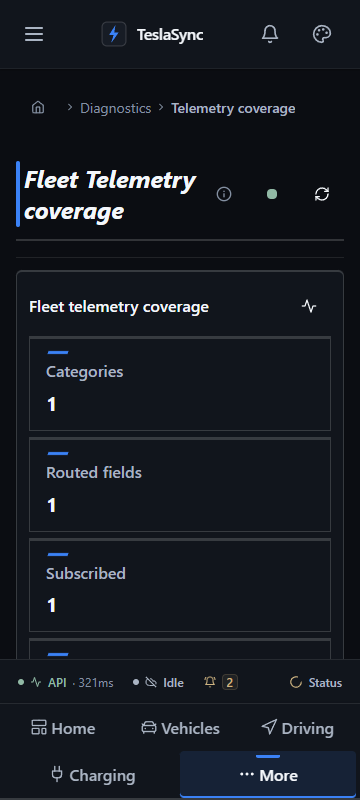 TeslaSync
Diagnostics
Telemetry coverage
Fleet Telemetry
coverage
Fleet telemetry coverage
Categories
1
Routed fields
1
Subscribed
1
API · 321ms
Idle
2
Status
Home
Vehicles
Driving
Charging
More